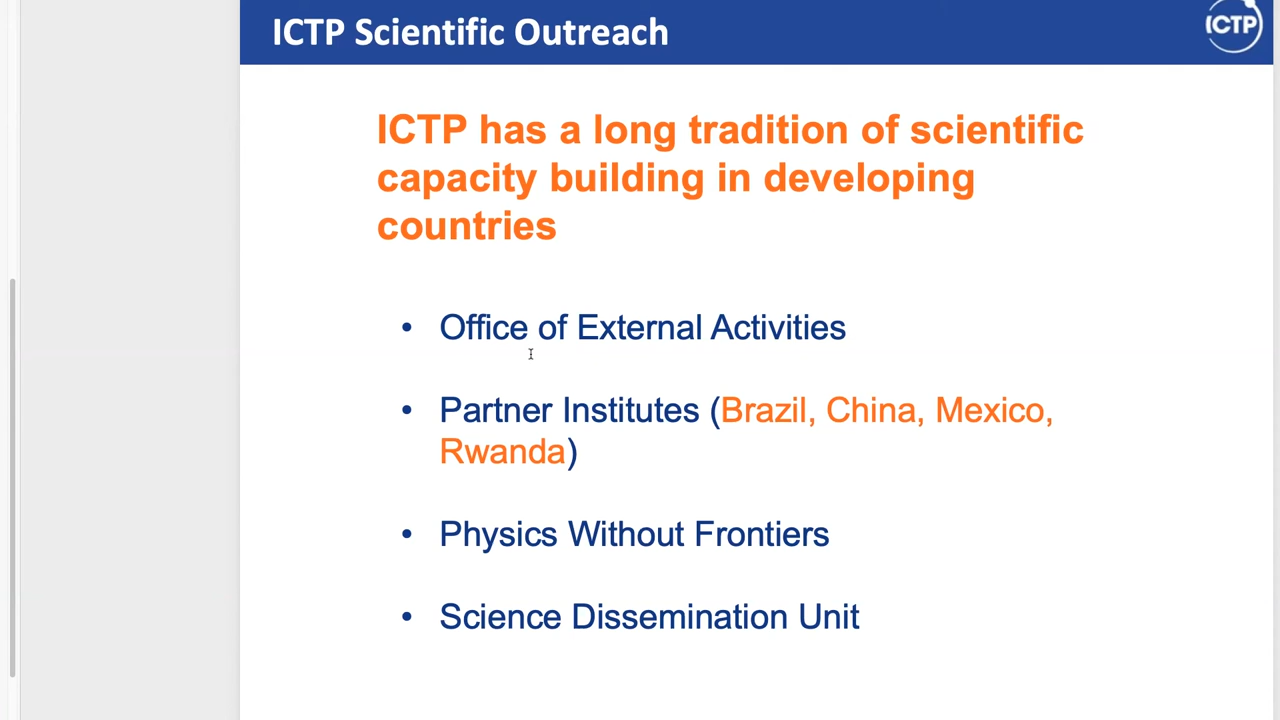 ICTP Scientific Outreach
ICTP
ICTP has a long tradition of scientific
capacity building in developing
countries
• Office of External Activities
• Partner Institutes (Brazil, China, Mexico,
Rwanda)
• Physics Without Frontiers
• Science Dissemination Unit